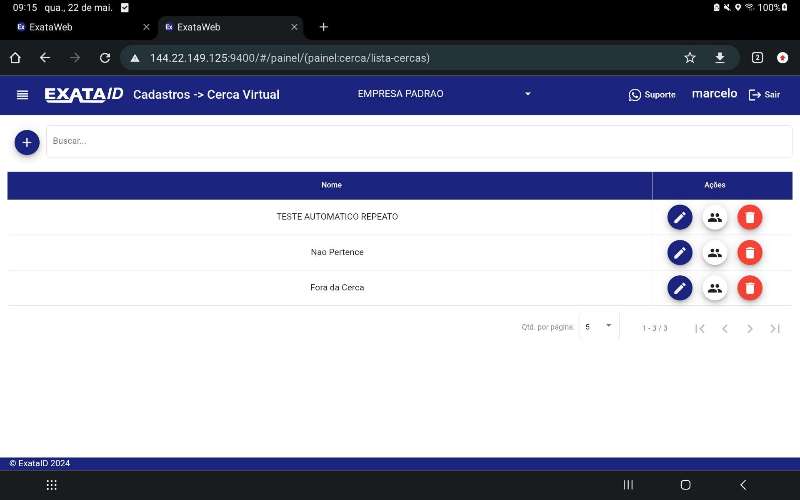 09:15 qua., 22 de mai. 100%
ExataWeb
ExataWeb
144.22.149.125:9400/#/painel/(painel:cerca/lista-cercas)
2
EXATAID Cadastros -> Cerca Virtual EMPRESA PADRAO Suporte marcelo Sair
Buscar...
Nome Ações
TESTE AUTOMATICO REPEATO
Nao Pertence
Fora da Cerca
Qtd. por página 5 1 - 3 / 3
© ExataID 2024